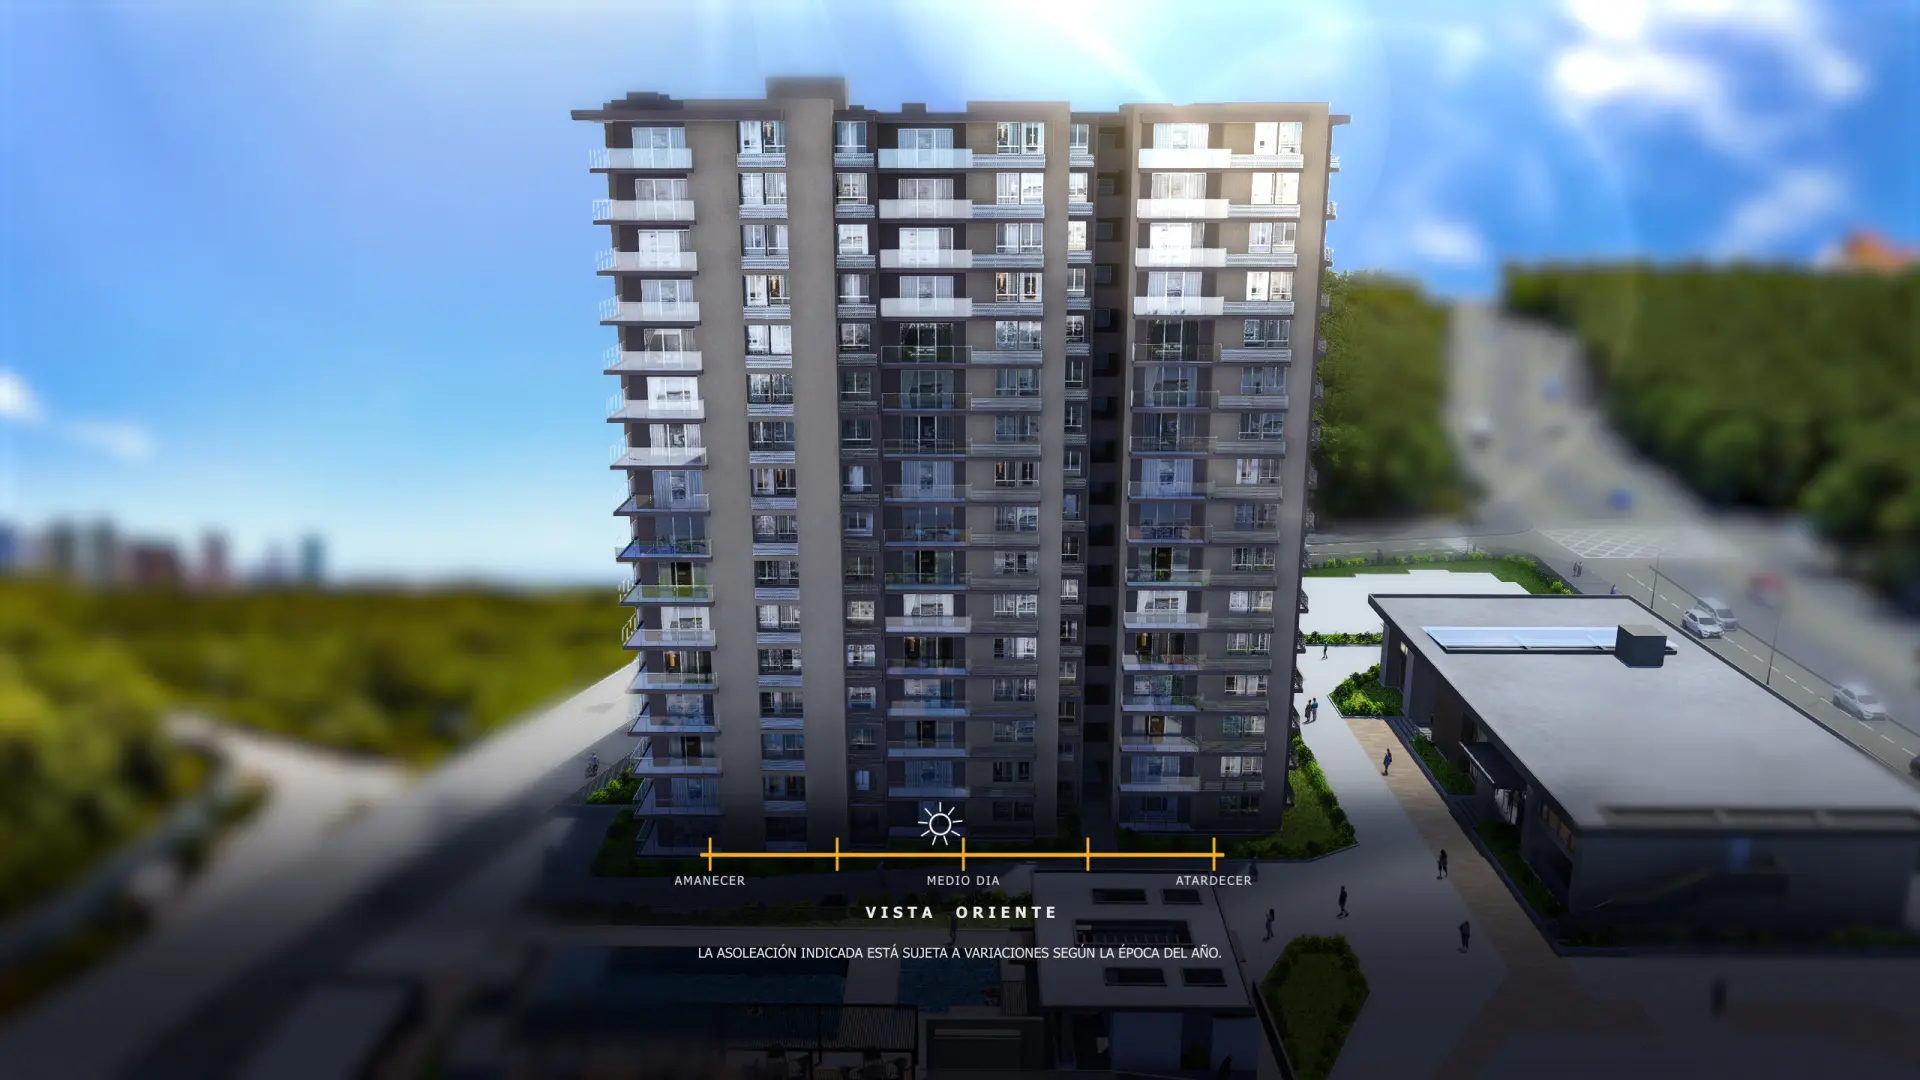 AMANECER MEDIO DIA ATARDECER
VISTA ORIENTE
LA ASOLEACIÓN INDICADA ESTÁ SUJETA A VARIACIONES SEGÚN LA ÉPOCA DEL AÑO.